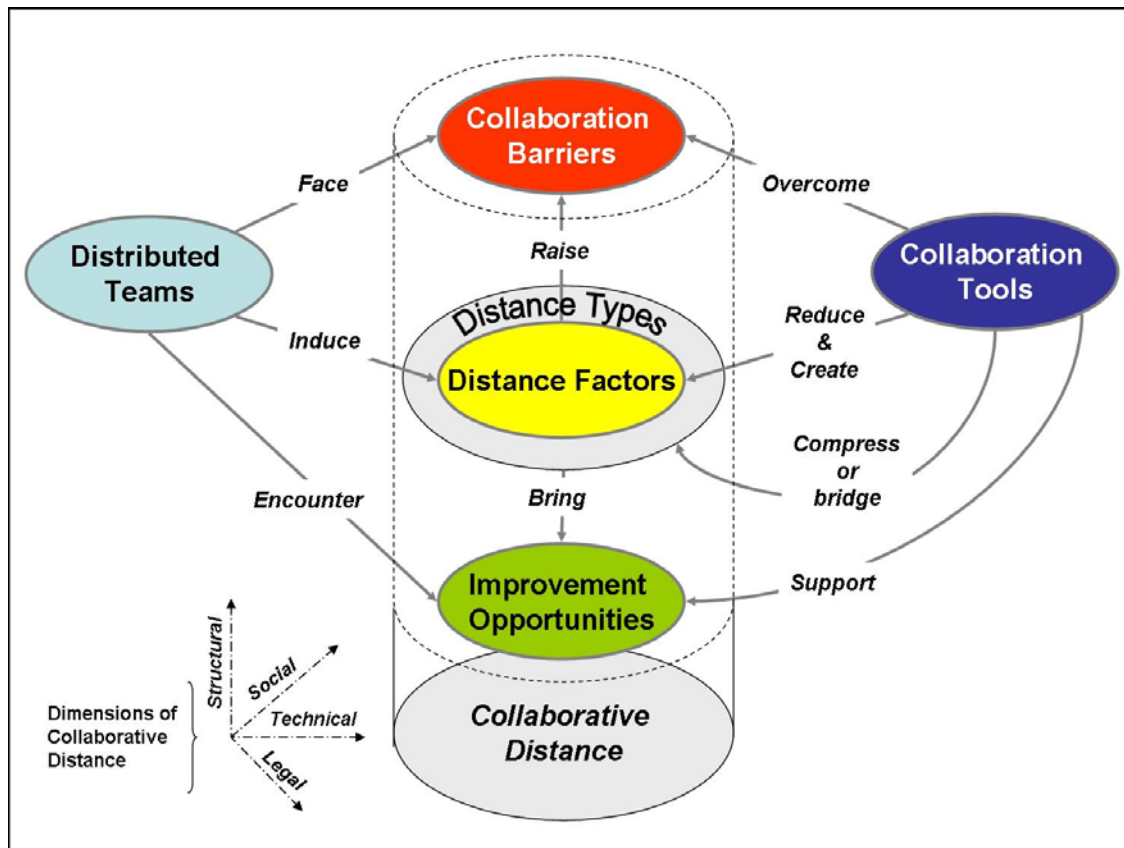 Collaboration
Barriers
Face
Overcome
Distributed
Teams
Raise
Collaboration
Tools
Distance Types
Induce
Reduce
&
Create
Distance Factors
Compress
or
bridge
Encounter
Bring
Improvement
Opportunities
Support
Structural
Social
Technical
Legal
Dimensions of
Collaborative
Distance
Collaborative
Distance